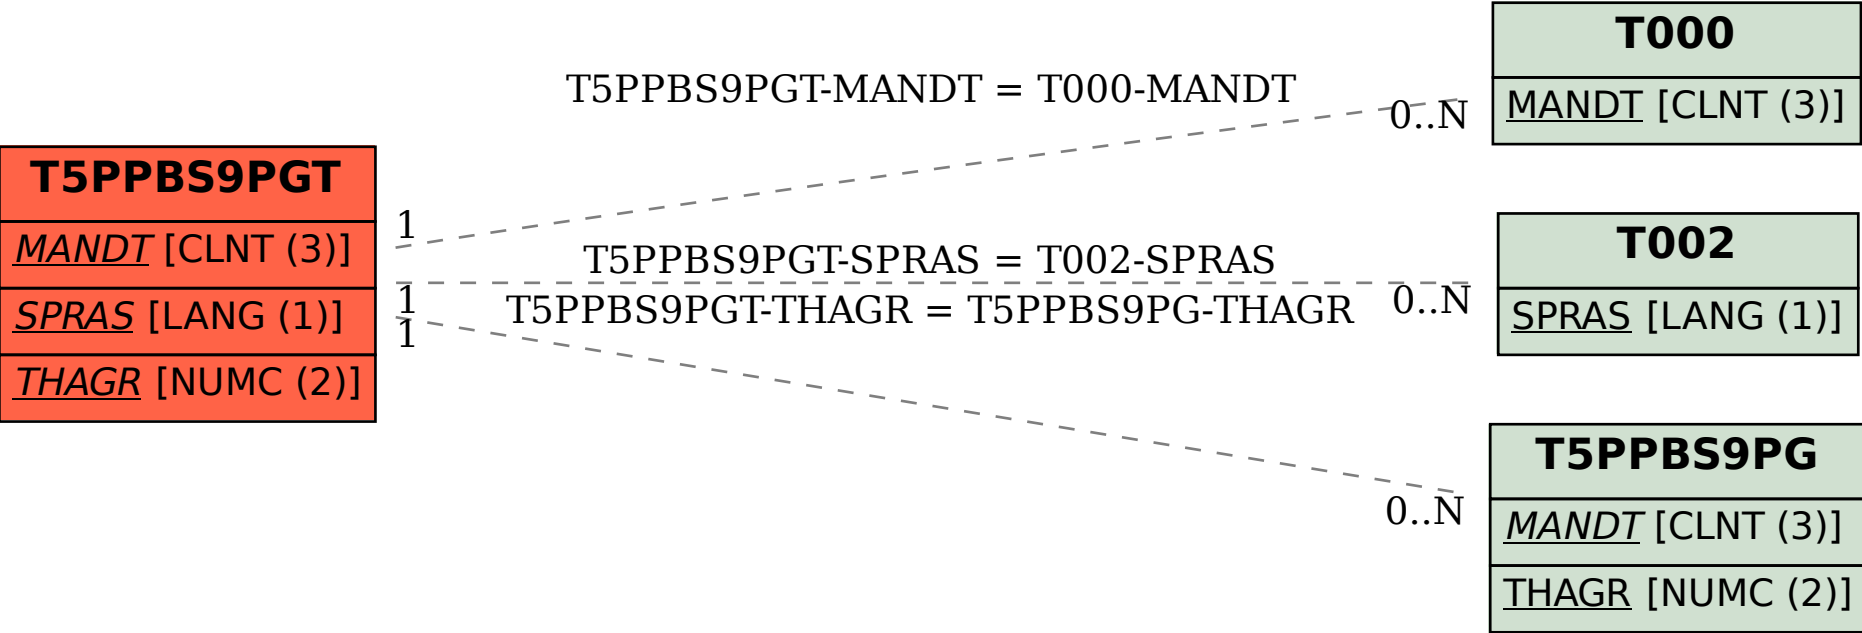 T5PPBS9PGT
MANDT [CLNT (3)]
SPRAS [LANG (1)]
THAGR [NUMC (2)]
T5PPBS9PGT-MANDT = T000-MANDT
1
0..N
T5PPBS9PGT-SPRAS = T002-SPRAS
1
0..N
T5PPBS9PGT-THAGR = T5PPBS9PG-THAGR
1
0..N
T000
MANDT [CLNT (3)]
T002
SPRAS [LANG (1)]
T5PPBS9PG
MANDT [CLNT (3)]
THAGR [NUMC (2)]